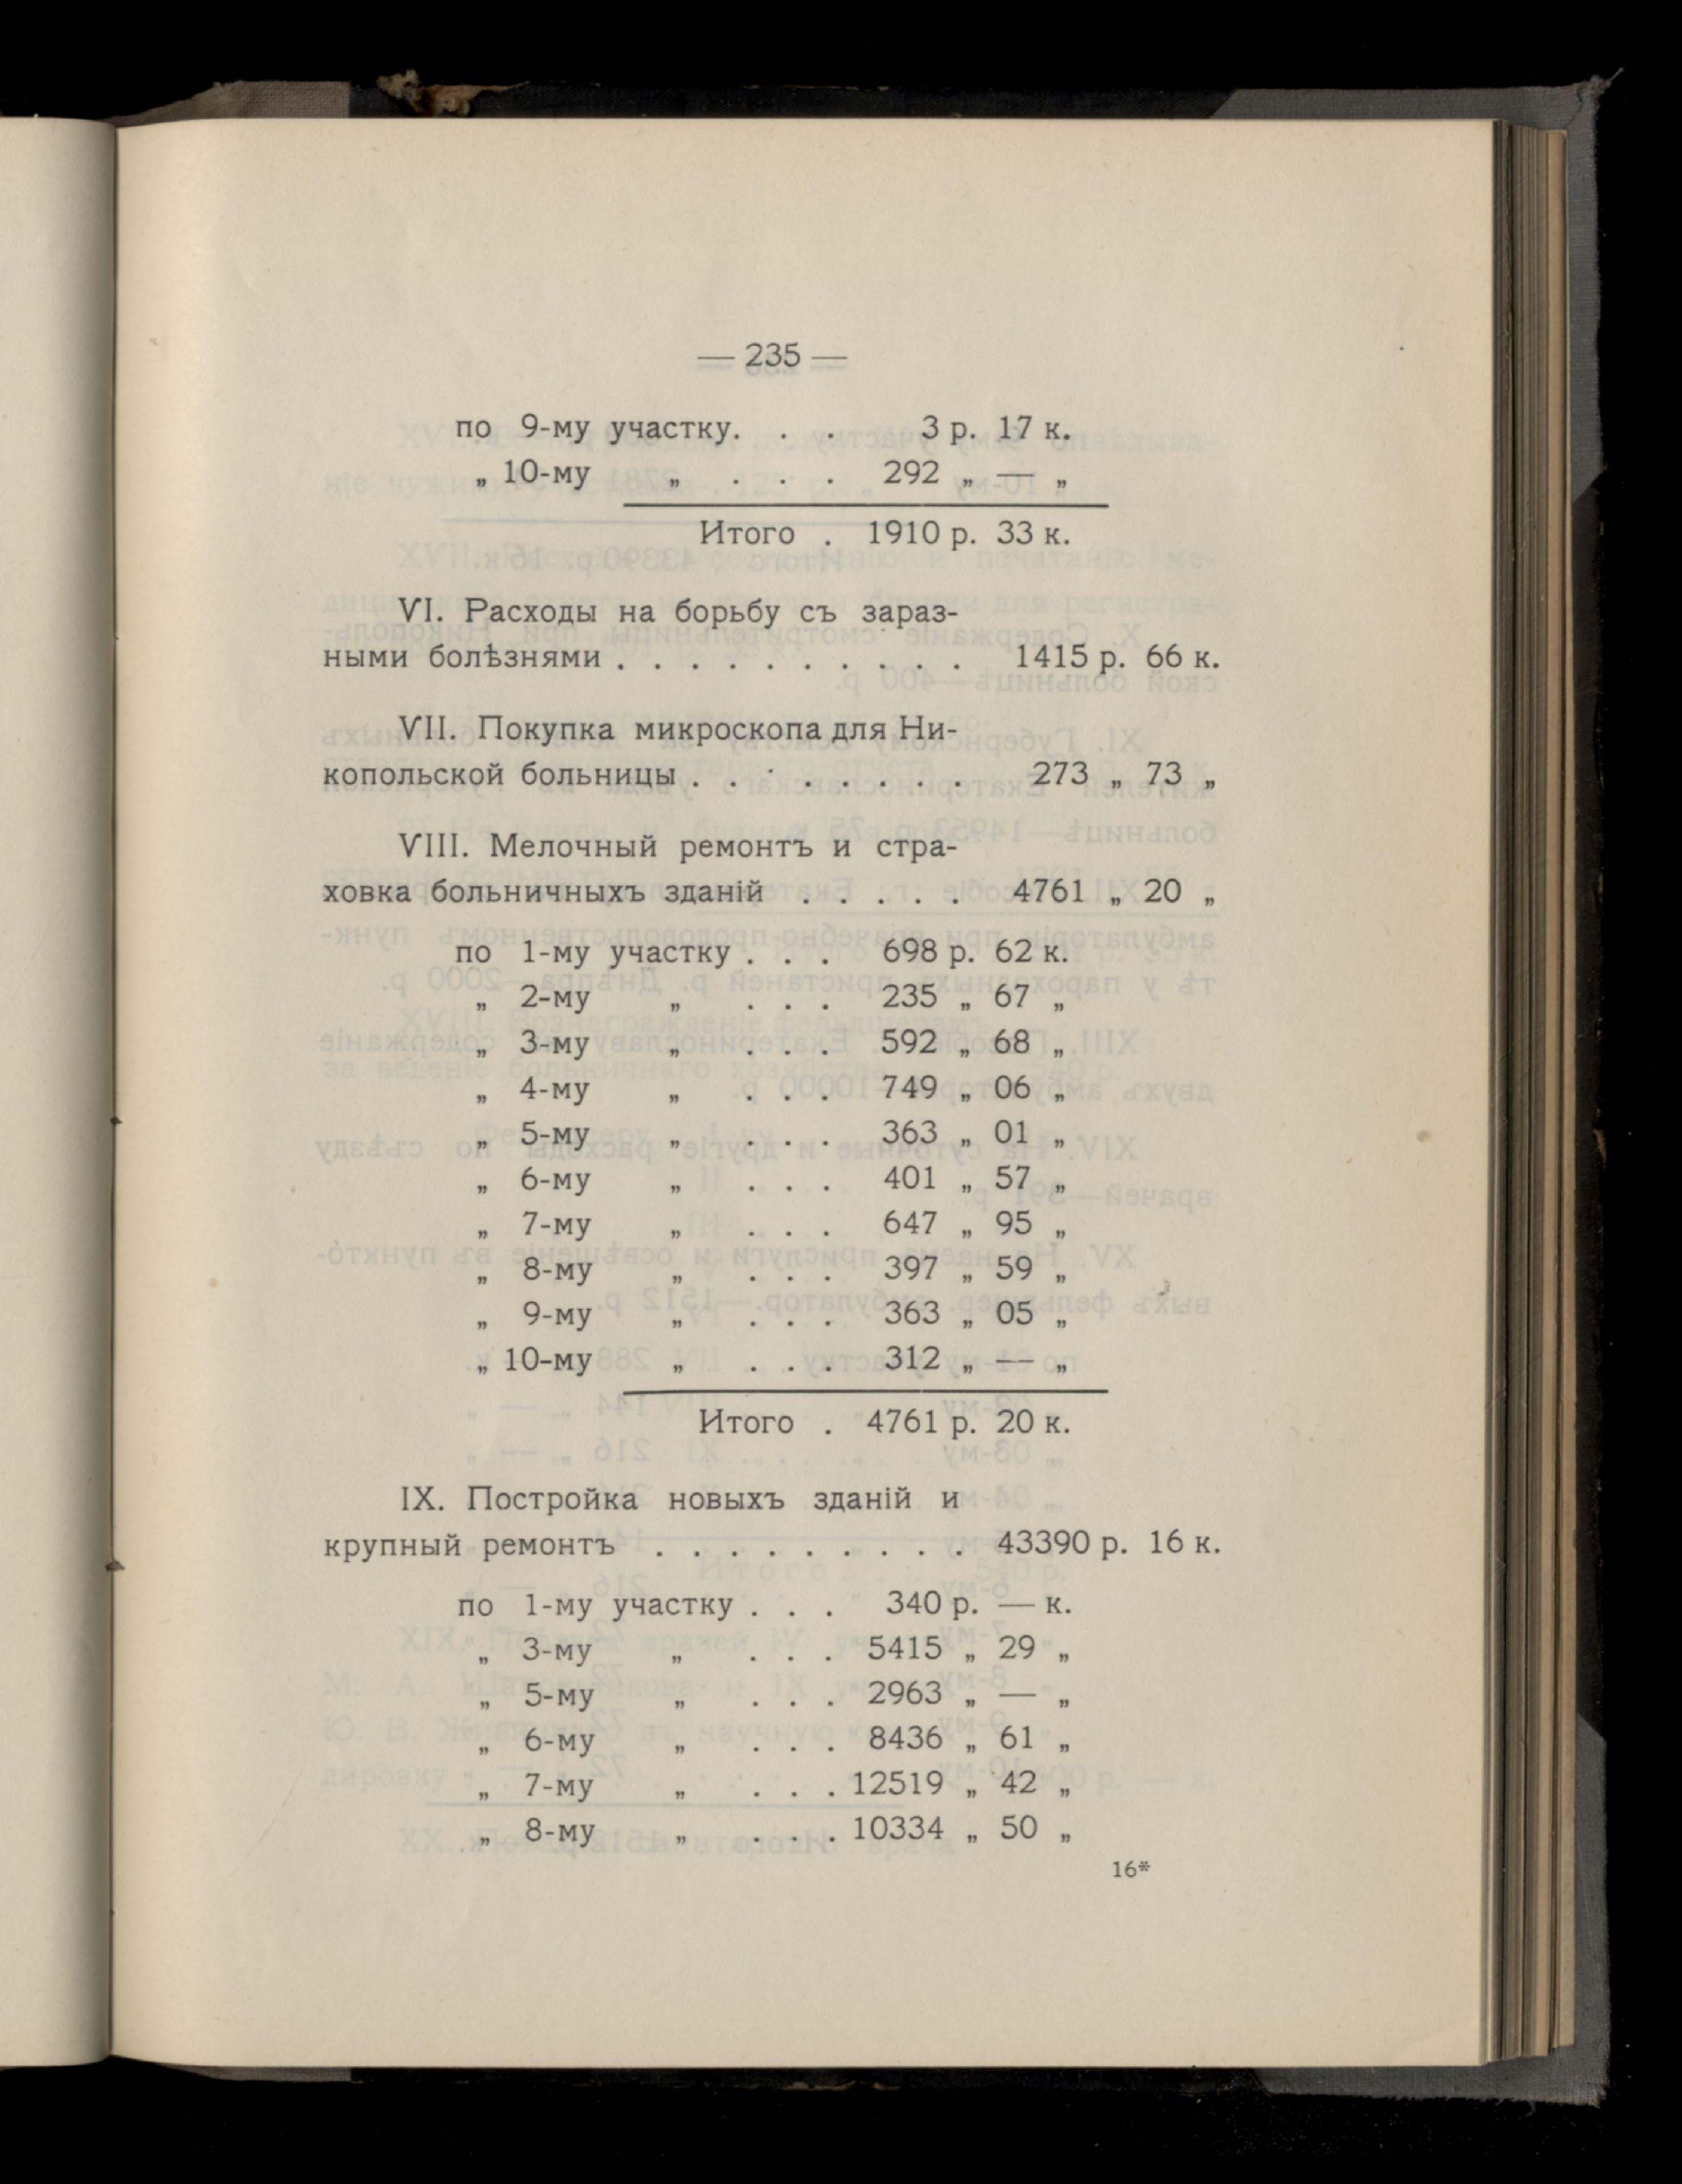 — 235 —
по 9-му участку. . . 3 р. 17 к.
„ 10-му „ . . . 292 „ — „
Итого . 1910 р. 33 к.
VI. Расходы на борьбу съ зараз-
ными болѣзнями . . . . . . . . . . 1415 р. 66 к.
VII. Покупка микроскопа для Ни-
копольской больницы . . . . . . . . 273 „ 73 „
VIII. Мелочный ремонтъ и стра-
ховка больничныхъ зданій . . . . . 4761 „ 20 „
по 1-му участку . . . 698 р. 62 к.
„ 2-му „ . . . 235 „ 67 „
„ 3-му „ . . . 592 „ 68 „
„ 4-му „ . . . 749 „ 06 „
„ 5-му „ . . . 363 „ 01 „
„ 6-му „ . . . 401 „ 57 „
„ 7-му „ . . . 647 „ 95 „
„ 8-му „ . . . 397 „ 59 „
„ 9-му „ . . . 363 „ 05 „
„ 10-му „ . . . 312 „ — „
Итого . 4761 р. 20 к.
IX. Постройка новыхъ зданій и
крупный ремонтъ . . . . . . . . . 43390 р. 16 к.
по 1-му участку . . . 340 р. — к.
„ 3-му „ . . . 5415 „ 29 „
„ 5-му „ . . . 2963 „ — „
„ 6-му „ . . . 8436 „ 61 „
„ 7-му „ . . . 12519 „ 42 „
„ 8-му „ . . . 10334 „ 50 „
16*